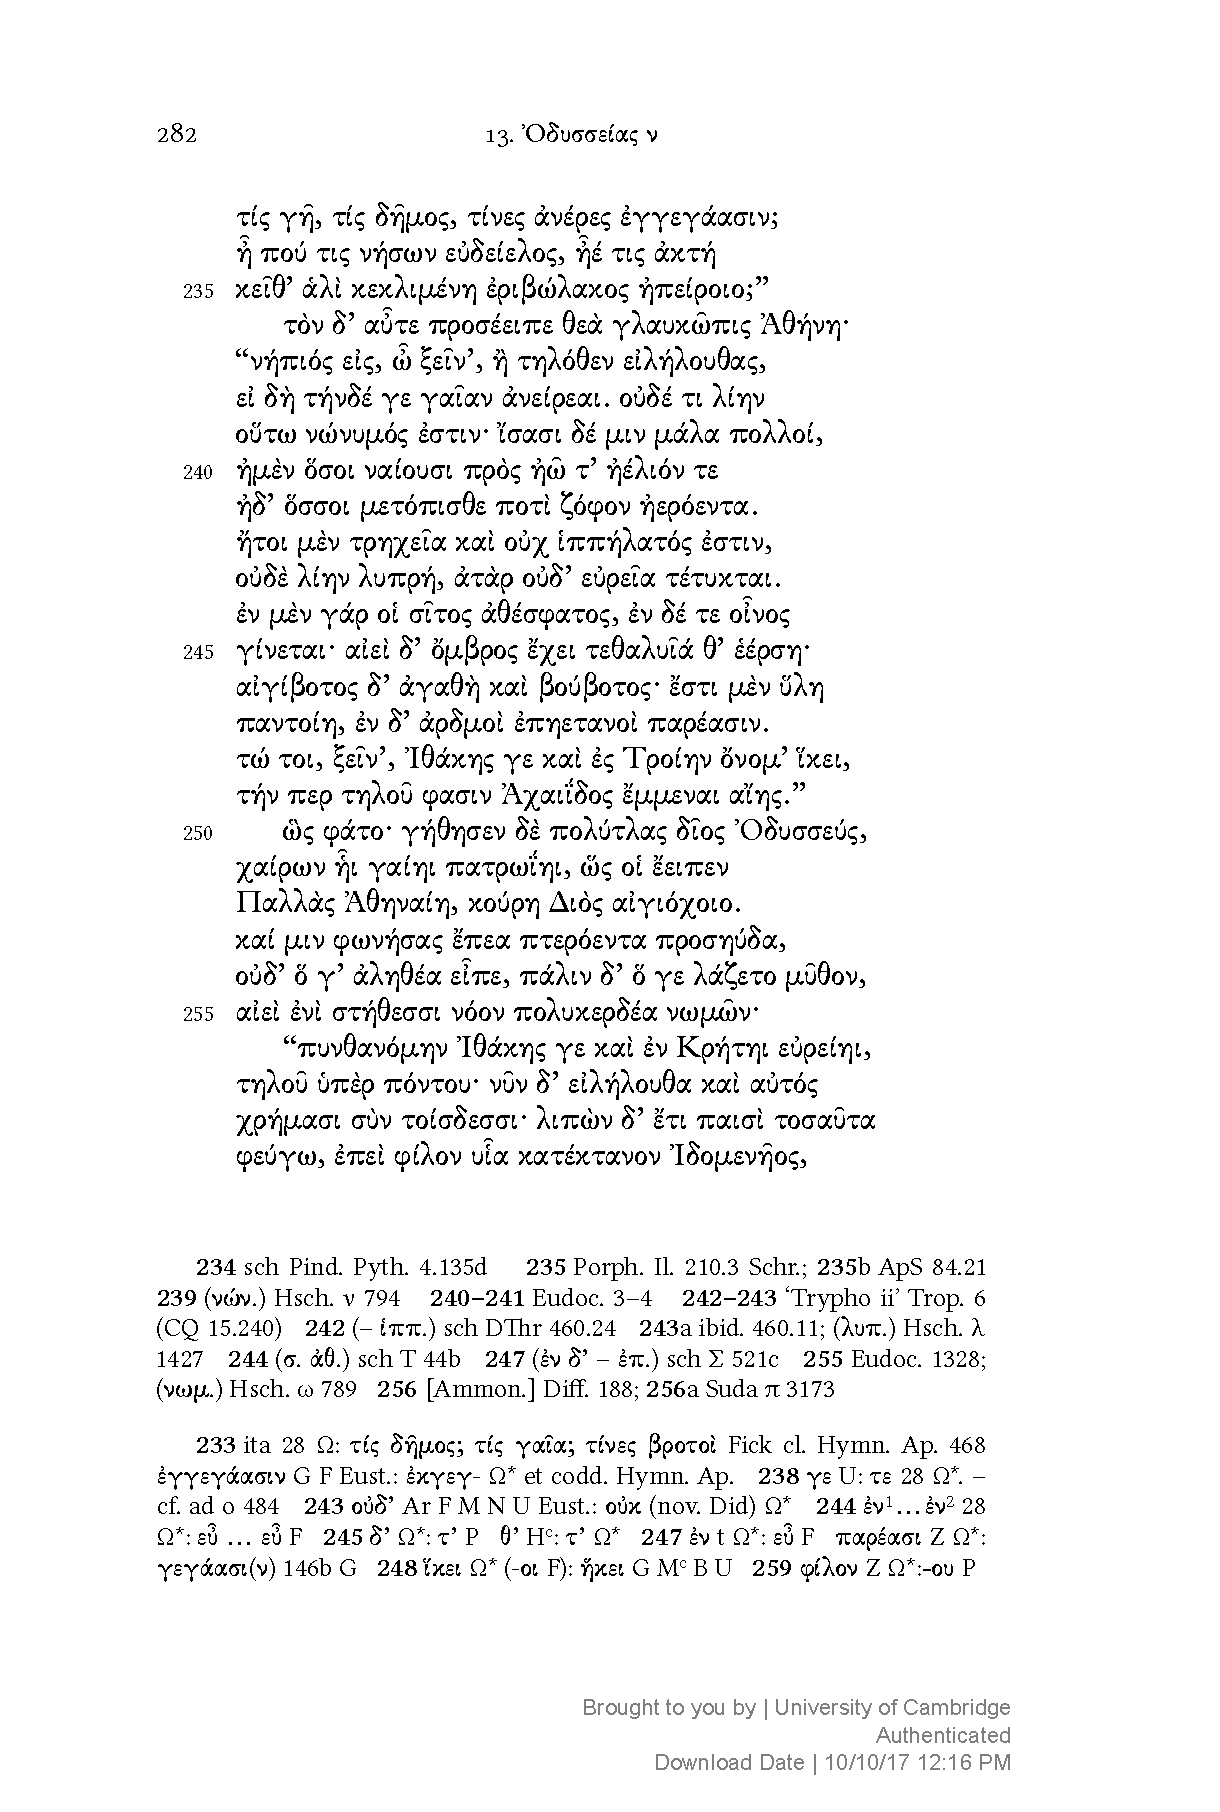 282
13. Ὀδυσσείας ν
τίς γῆ, τίς δῆμος, τίνες ἀνέρες ἐγγεγάασιν;
ἦ πού τις νήσων εὐδείελος, ἦέ τις ἀκτή
235 κεῖθ’ ἁλὶ κεκλιμένη ἐριβώλακος ἠπείροιο;”
τὸν δ’ αὖτε προσέειπε θεὰ γλαυκῶπις Ἀθήνη·
“νήπιός εἰς, ὦ ξεῖν’, ἢ τηλόθεν εἰλήλουθας,
εἰ δὴ τήνδέ γε γαῖαν ἀνείρεαι. οὐδέ τι λίην
οὕτω νώνυμός ἐστιν· ἴσασι δέ μιν μάλα πολλοί,
240 ἠμὲν ὅσοι ναίουσι πρὸς ἠῶ τ’ ἠέλιόν τε
ἠδ’ ὅσσοι μετόπισθε ποτὶ ζόφον ἠερόεντα.
ἤτοι μὲν τρηχεῖα καὶ οὐχ ἱππήλατός ἐστιν,
οὐδὲ λίην λυπρή, ἀτὰρ οὐδ’ εὐρεῖα τέτυκται.
ἐν μὲν γάρ οἱ σῖτος ἀθέσφατος, ἐν δέ τε οἶνος
245 γίνεται· αἰεὶ δ’ ὄμβρος ἔχει τεθαλυῖά θ’ ἐέρση·
αἰγίβοτος δ’ ἀγαθὴ καὶ βούβοτος· ἔστι μὲν ὕλη
παντοίη, ἐν δ’ ἀρδμοὶ ἐπηετανοὶ παρέασιν.
τώ τοι, ξεῖν’, Ἰθάκης γε καὶ ἐς Τροίην ὄνομ’ ἵκει,
τήν περ τηλοῦ φασιν Ἀχαιΐδος ἔμμεναι αἴης.”
250 ὣς φάτο· γήθησεν δὲ πολύτλας δῖος Ὀδυσσεύς,
χαίρων ἧι γαίηι πατρωΐηι, ὥς οἱ ἔειπεν
Παλλὰς Ἀθηναίη, κούρη Διὸς αἰγιόχοιο.
καί μιν φωνήσας ἔπεα πτερόεντα προσηύδα,
οὐδ’ ὅ γ’ ἀληθέα εἶπε, πάλιν δ’ ὅ γε λάζετο μῦθον,
255 αἰεὶ ἐνὶ στήθεσσι νόον πολυκερδέα νωμῶν·
“πυνθανόμην Ἰθάκης γε καὶ ἐν Κρήτηι εὐρείηι,
τηλοῦ ὑπὲρ πόντου· νῦν δ’ εἰλήλουθα καὶ αὐτός
χρήμασι σὺν τοίσδεσσι· λιπὼν δ’ ἔτι παισὶ τοσαῦτα
φεύγω, ἐπεὶ φίλον υἷα κατέκτανον Ἰδομενῆος,
234 sch Pind. Pyth. 4.135d 235 Porph. Il. 210.3 Schr.; 235b ApS 84.21
239 (νών.) Hsch. ν 794 240–241 Eudoc. 3–4 242–243 ‘Trypho ii’ Trop. 6
(CQ 15.240) 242 (– ἱππ.) sch DThr 460.24 243a ibid. 460.11; (λυπ.) Hsch. λ
1427 244 (σ. ἀθ.) sch Τ 44b 247 (ἐν δ’ – ἐπ.) sch Σ 521c 255 Eudoc. 1328;
(νωμ.) Hsch. ω 789 256 [Ammon.] Diff. 188; 256a Suda π 3173
233 ita 28 Ω: τίς δῆμος; τίς γαῖα; τίνες βροτοὶ Fick cl. Hymn. Ap. 468
ἐγγεγάασιν G F Eust.: ἐκγεγ- Ω* et codd. Hymn. Ap. 238 γε U: τε 28 Ω*. –
cf. ad ο 484 243 οὐδ’ Ar F M N U Eust.: οὐκ (nov. Did) Ω* 244 ἐν¹ … ἐν² 28
Ω*: εὖ … εὖ F 245 δ’ Ω*: τ’ P θ’ Hᶜ: τ’ Ω* 247 ἐν t Ω*: εὖ F παρέασι Z Ω*:
γεγάασι(ν) 146b G 248 ἵκει Ω* (-οι F): ἥκει G Mᶜ B U 259 φίλον Z Ω*:-ου P
Brought to you by | University of Cambridge
Authenticated
Download Date | 10/10/17 12:16 PM